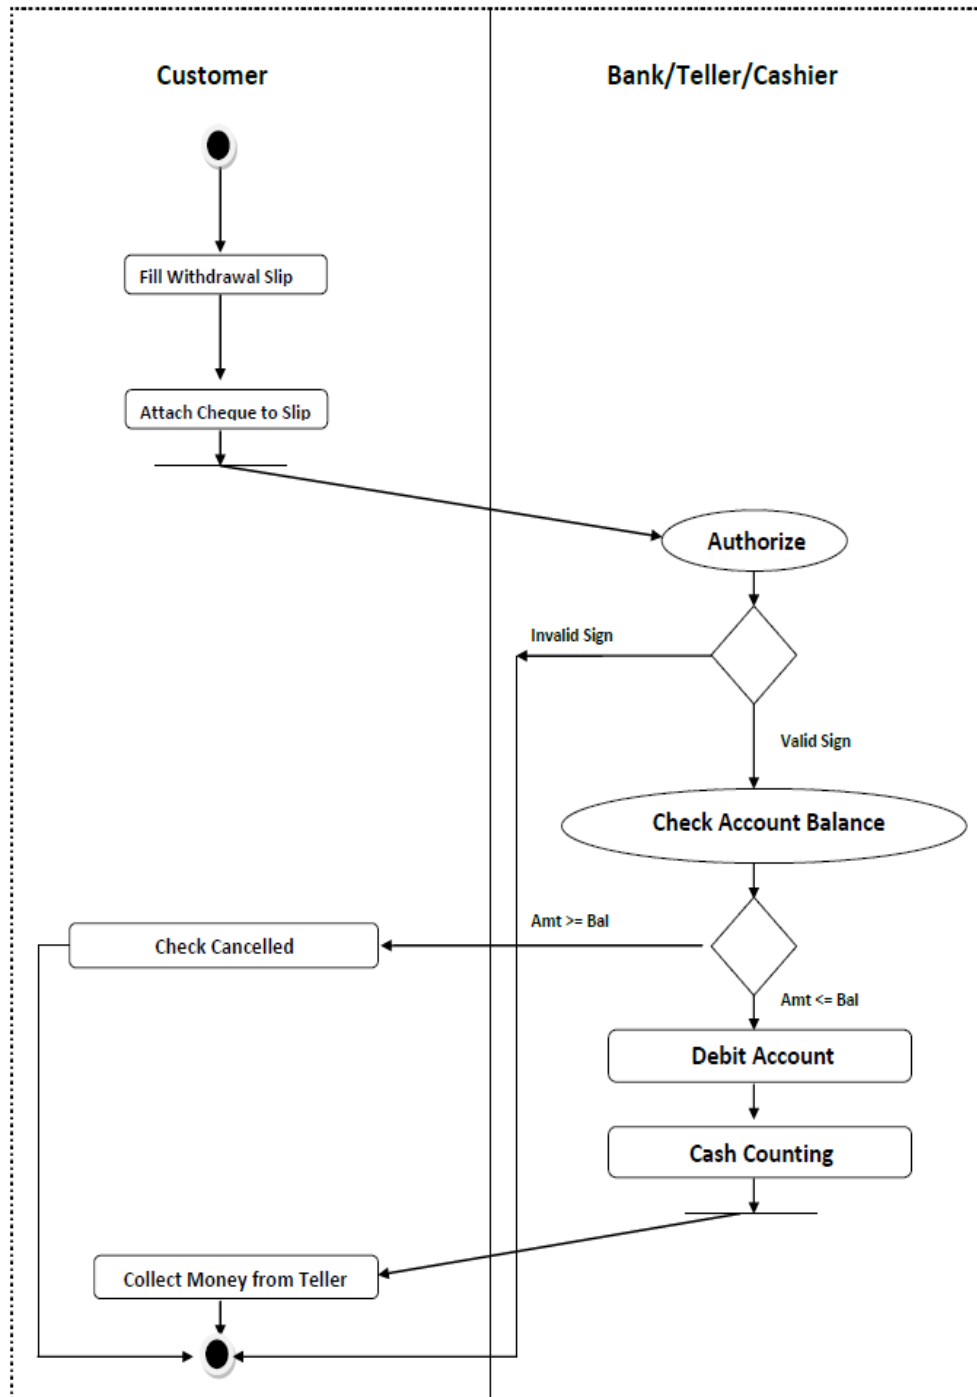 Customer
Bank/Teller/Cashier
Fill Withdrawal Slip
Attach Cheque to Slip
Authorize
Invalid Sign
Valid Sign
Check Account Balance
Amt >= Bal
Check Cancelled
Amt <= Bal
Debit Account
Cash Counting
Collect Money from Teller